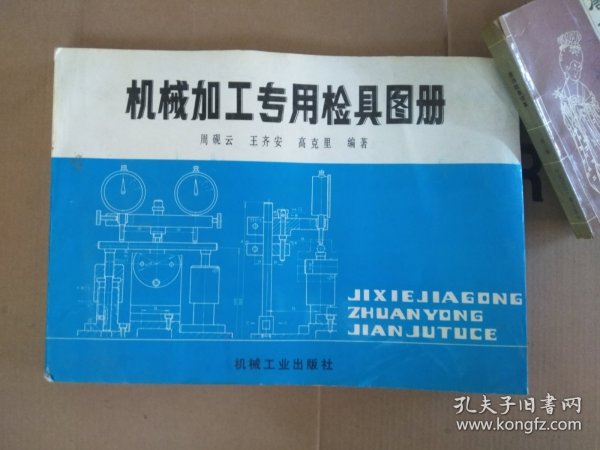 机械加工专用检具图册
周砚云 王齐安 高克里 编著
JIXIEJIAGONG
ZHUANYONG
JIANJUTUCE
机械工业出版社
孔夫子旧书网
www.kongfz.com